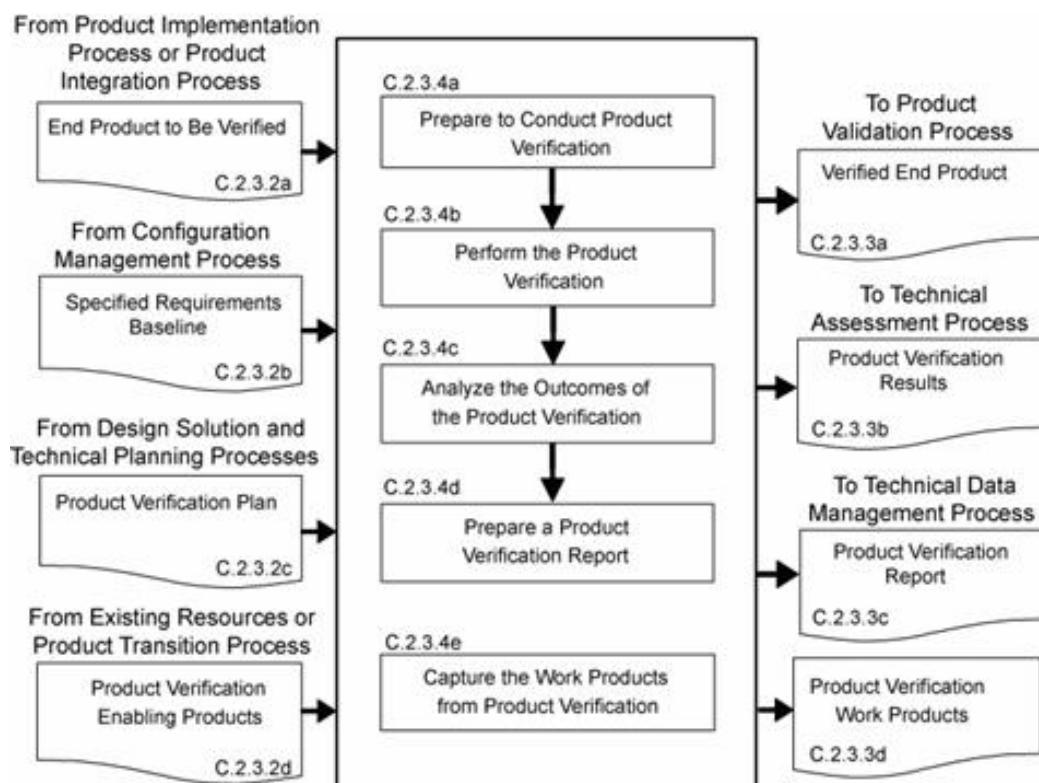 From Product Implementation
Process or Product
Integration Process
End Product to Be Verified
C.2.3.2a
From Configuration
Management Process
Specified Requirements
Baseline
C.2.3.2b
From Design Solution and
Technical Planning Processes
Product Verification Plan
C.2.3.2c
From Existing Resources or
Product Transition Process
Product Verification
Enabling Products
C.2.3.2d
C.2.3.4a
Prepare to Conduct Product
Verification
C.2.3.4b
Perform the Product
Verification
C.2.3.4c
Analyze the Outcomes of
the Product Verification
C.2.3.4d
Prepare a Product
Verification Report
C.2.3.4e
Capture the Work Products
from Product Verification
To Product
Validation Process
Verified End Product
C.2.3.3a
To Technical
Assessment Process
Product Verification
Results
C.2.3.3b
To Technical Data
Management Process
Product Verification
Report
C.2.3.3c
Product Verification
Work Products
C.2.3.3d